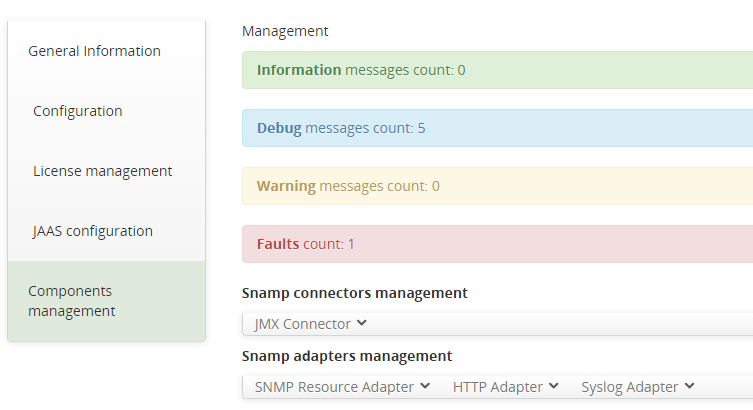 General Information
Configuration
License management
JAAS configuration
Components
management
Management
Information messages count: 0
Debug messages count: 5
Warning messages count: 0
Faults count: 1
Snamp connectors management
JMX Connector
Snamp adapters management
SNMP Resource Adapter HTTP Adapter Syslog Adapter